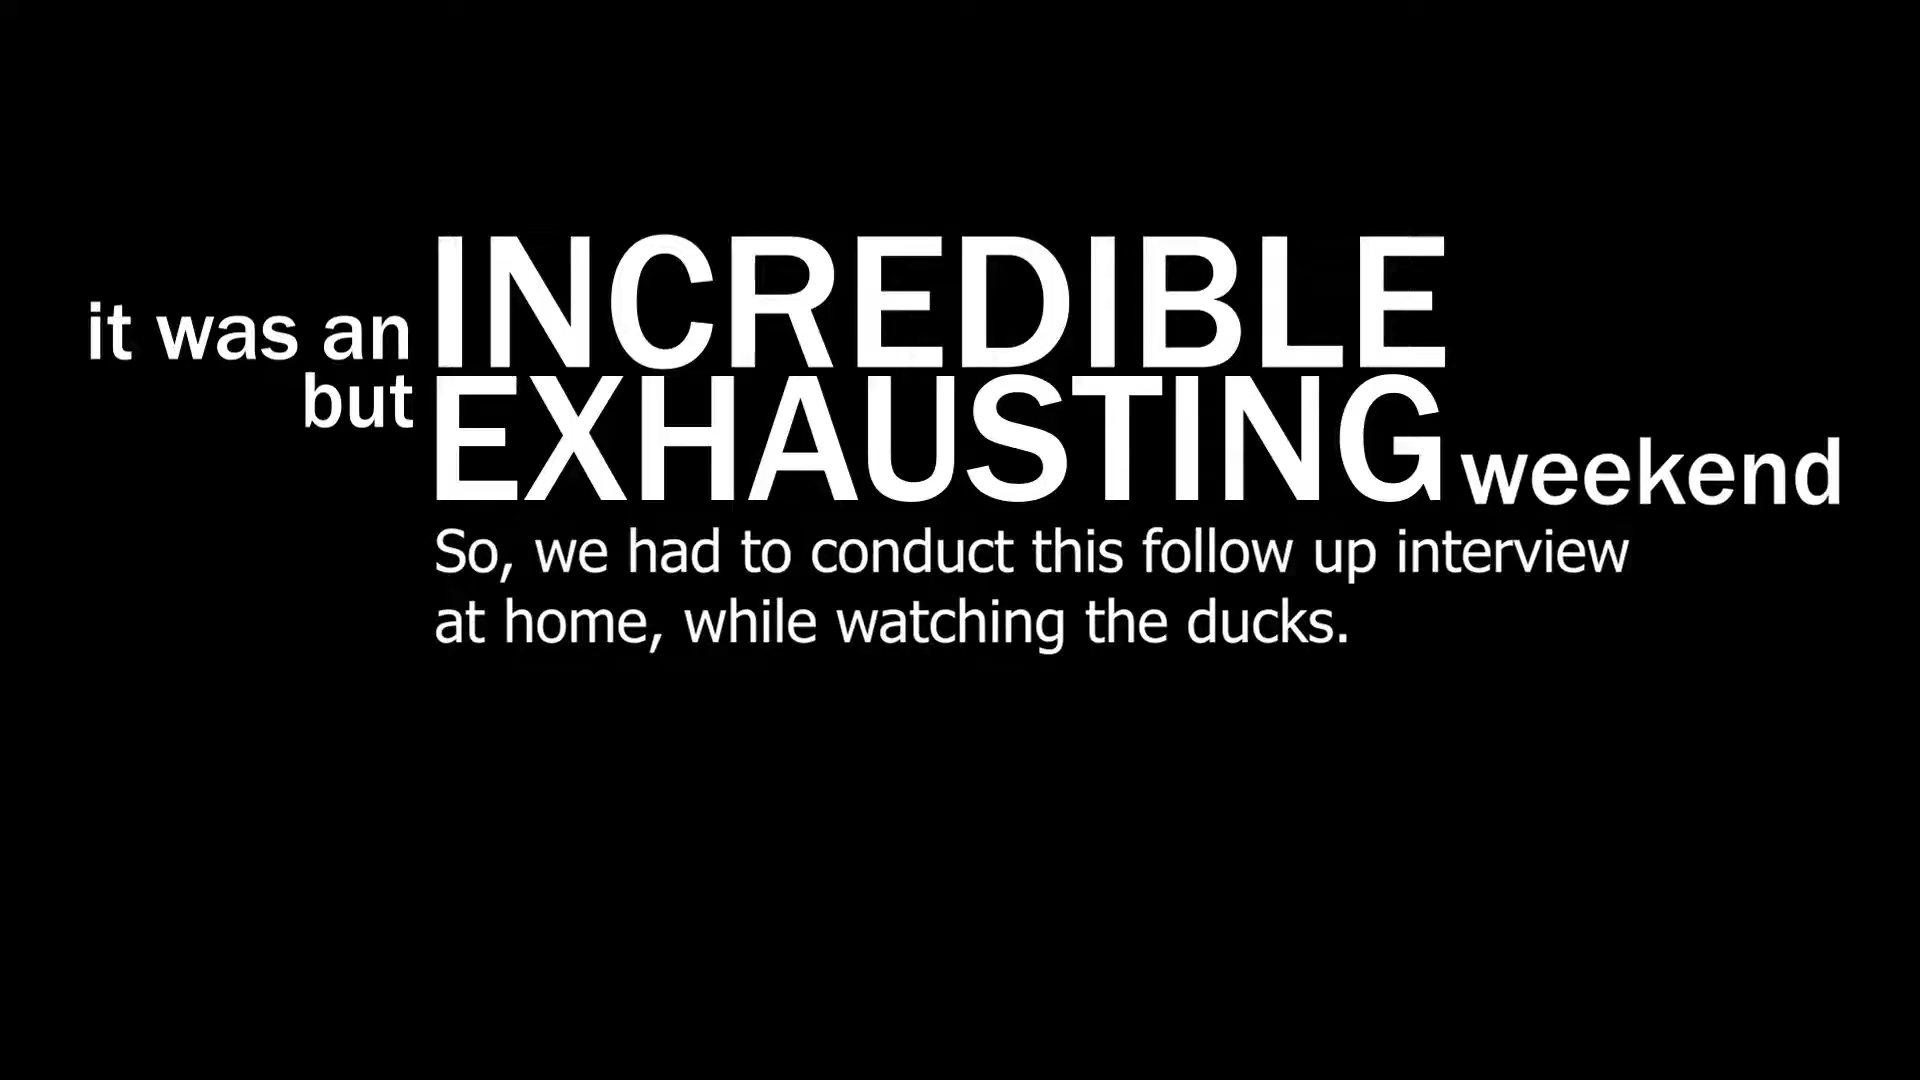 it was an INCREDIBLE
but EXHAUSTING weekend
So, we had to conduct this follow up interview
at home, while watching the ducks.